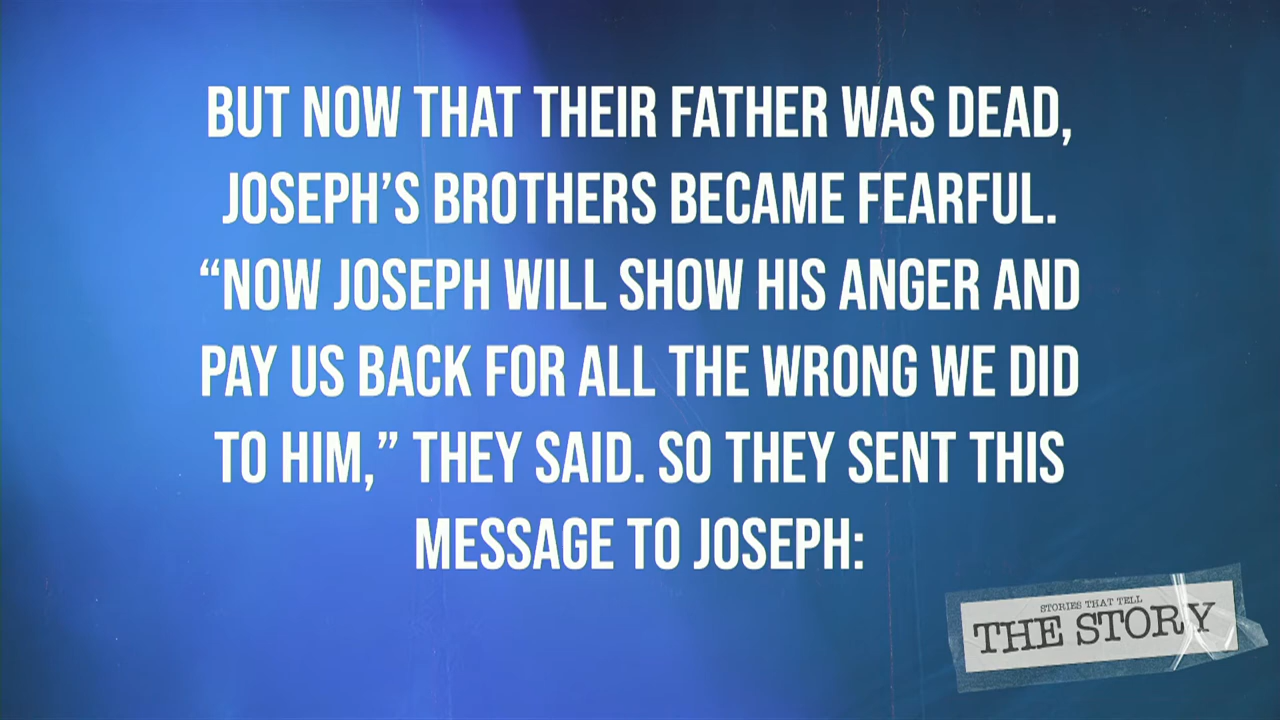 BUT NOW THAT THEIR FATHER WAS DEAD,
JOSEPH’S BROTHERS BECAME FEARFUL.
“NOW JOSEPH WILL SHOW HIS ANGER AND
PAY US BACK FOR ALL THE WRONG WE DID
TO HIM,” THEY SAID. SO THEY SENT THIS
MESSAGE TO JOSEPH:
STORIES THAT TELL
THE STORY